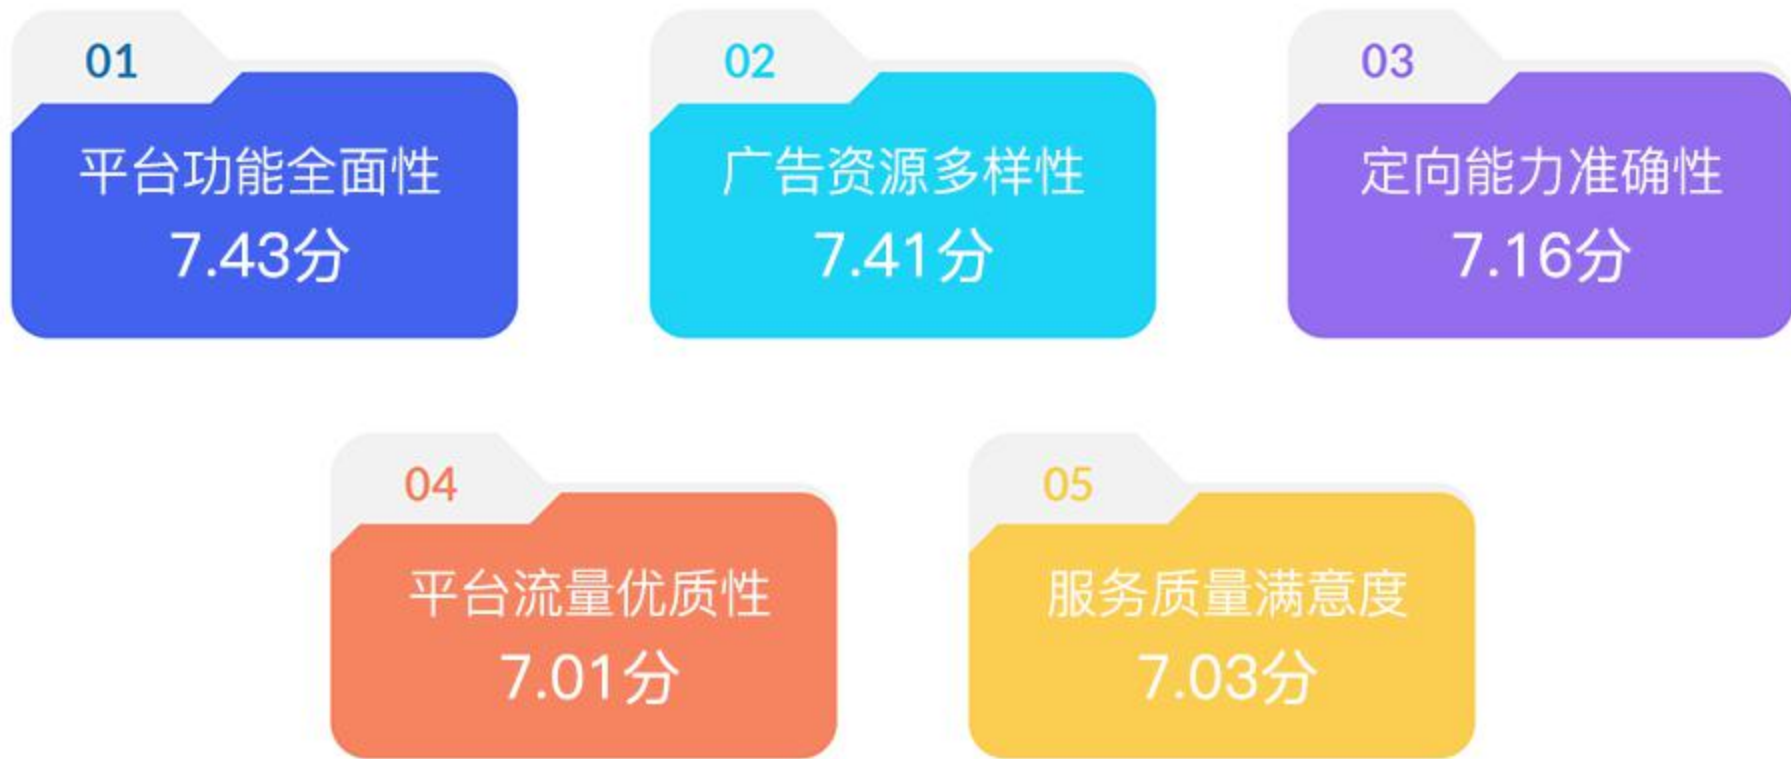 01
平台功能全面性
7.43分
02
广告资源多样性
7.41分
03
定向能力准确性
7.16分
04
平台流量优质性
7.01分
05
服务质量满意度
7.03分